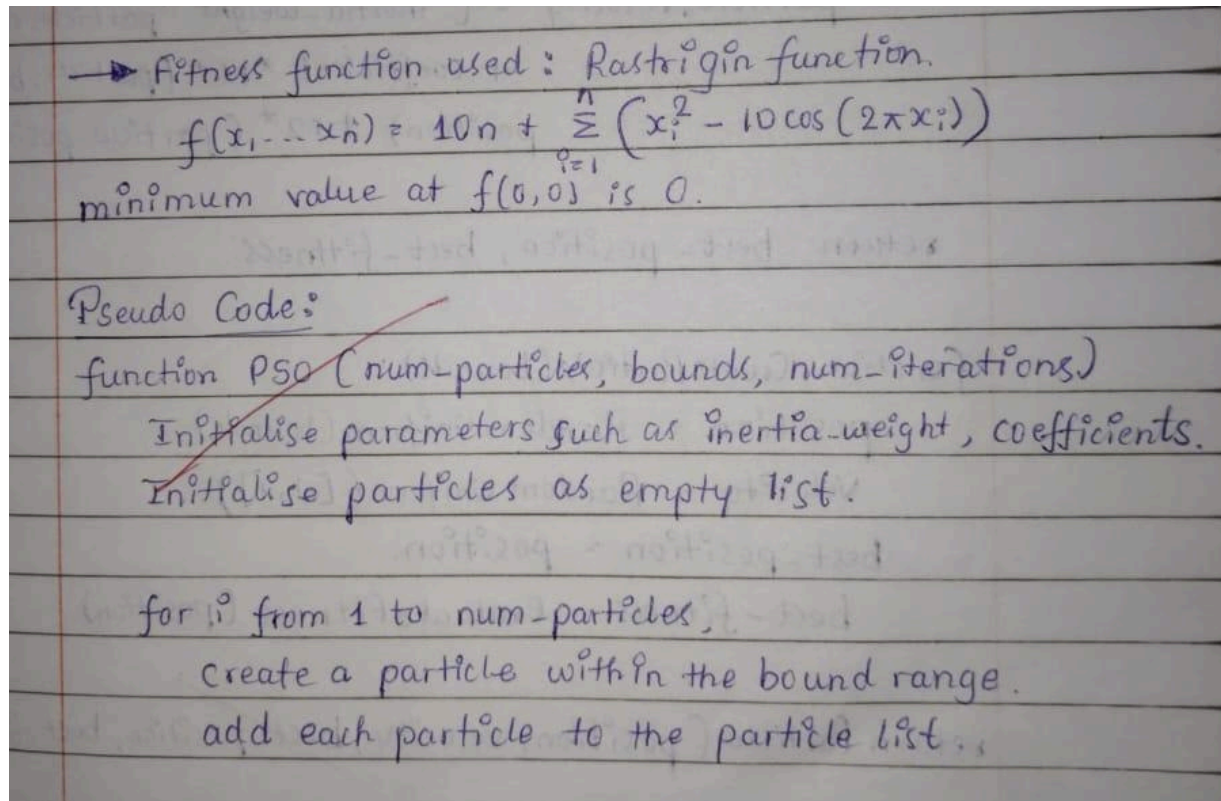 → Fitness function used : Rastrigin function.
f(x₁ ... xn) = 10n + Σⁿᵢ₌₁ (xᵢ² - 10 cos (2πxᵢ))
minimum value at f(0,0) is 0.
Pseudo Code:
function PSO (num-particles, bounds, num-iterations)
Initialise parameters such as inertia-weight, coefficients.
Initialise particles as empty list.
for i from 1 to num-particles,
create a particle within the bound range.
add each particle to the particle list.